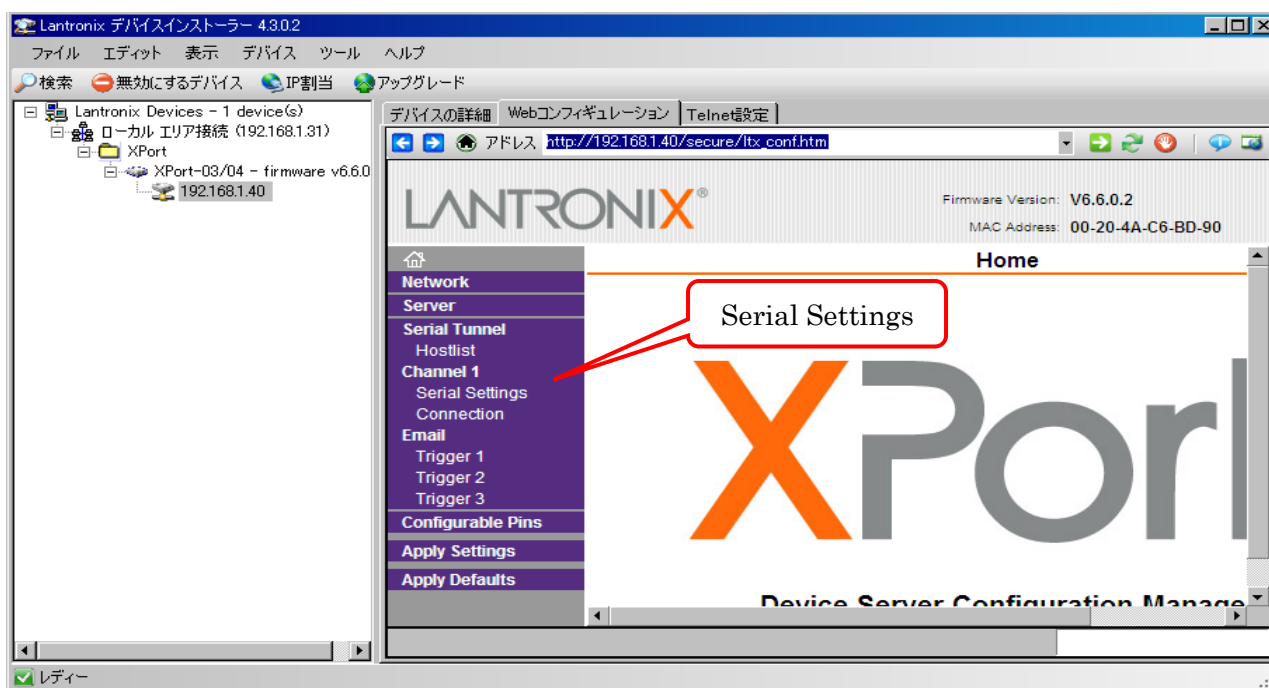 Lantronix デバイスインストーラー 4.3.0.2
ファイル エディット 表示 デバイス ツール ヘルプ
検索 無効にするデバイス IP割当 アップグレード
Lantronix Devices - 1 device(s)
ローカル エリア接続 (192.168.1.31)
XPort
XPort-03/04 - firmware v6.6.0
192.168.1.40
デバイスの詳細 Webコンフィギュレーション Telnet設定
アドレス http://192.168.1.40/secure/ltx_conf.htm
LANTRONIX®
Firmware Version: V6.6.0.2
MAC Address: 00-20-4A-C6-BD-90
Network
Server
Serial Tunnel
Hostlist
Channel 1
Serial Settings
Connection
Email
Trigger 1
Trigger 2
Trigger 3
Configurable Pins
Apply Settings
Apply Defaults
Home
Serial Settings
XPor
Device Server Configuration Manage
レディー